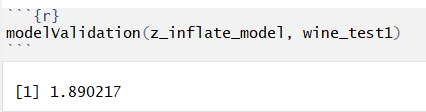 ```{r}
modelValidation(z_inflate_model, wine_test1)
```
[1] 1.890217